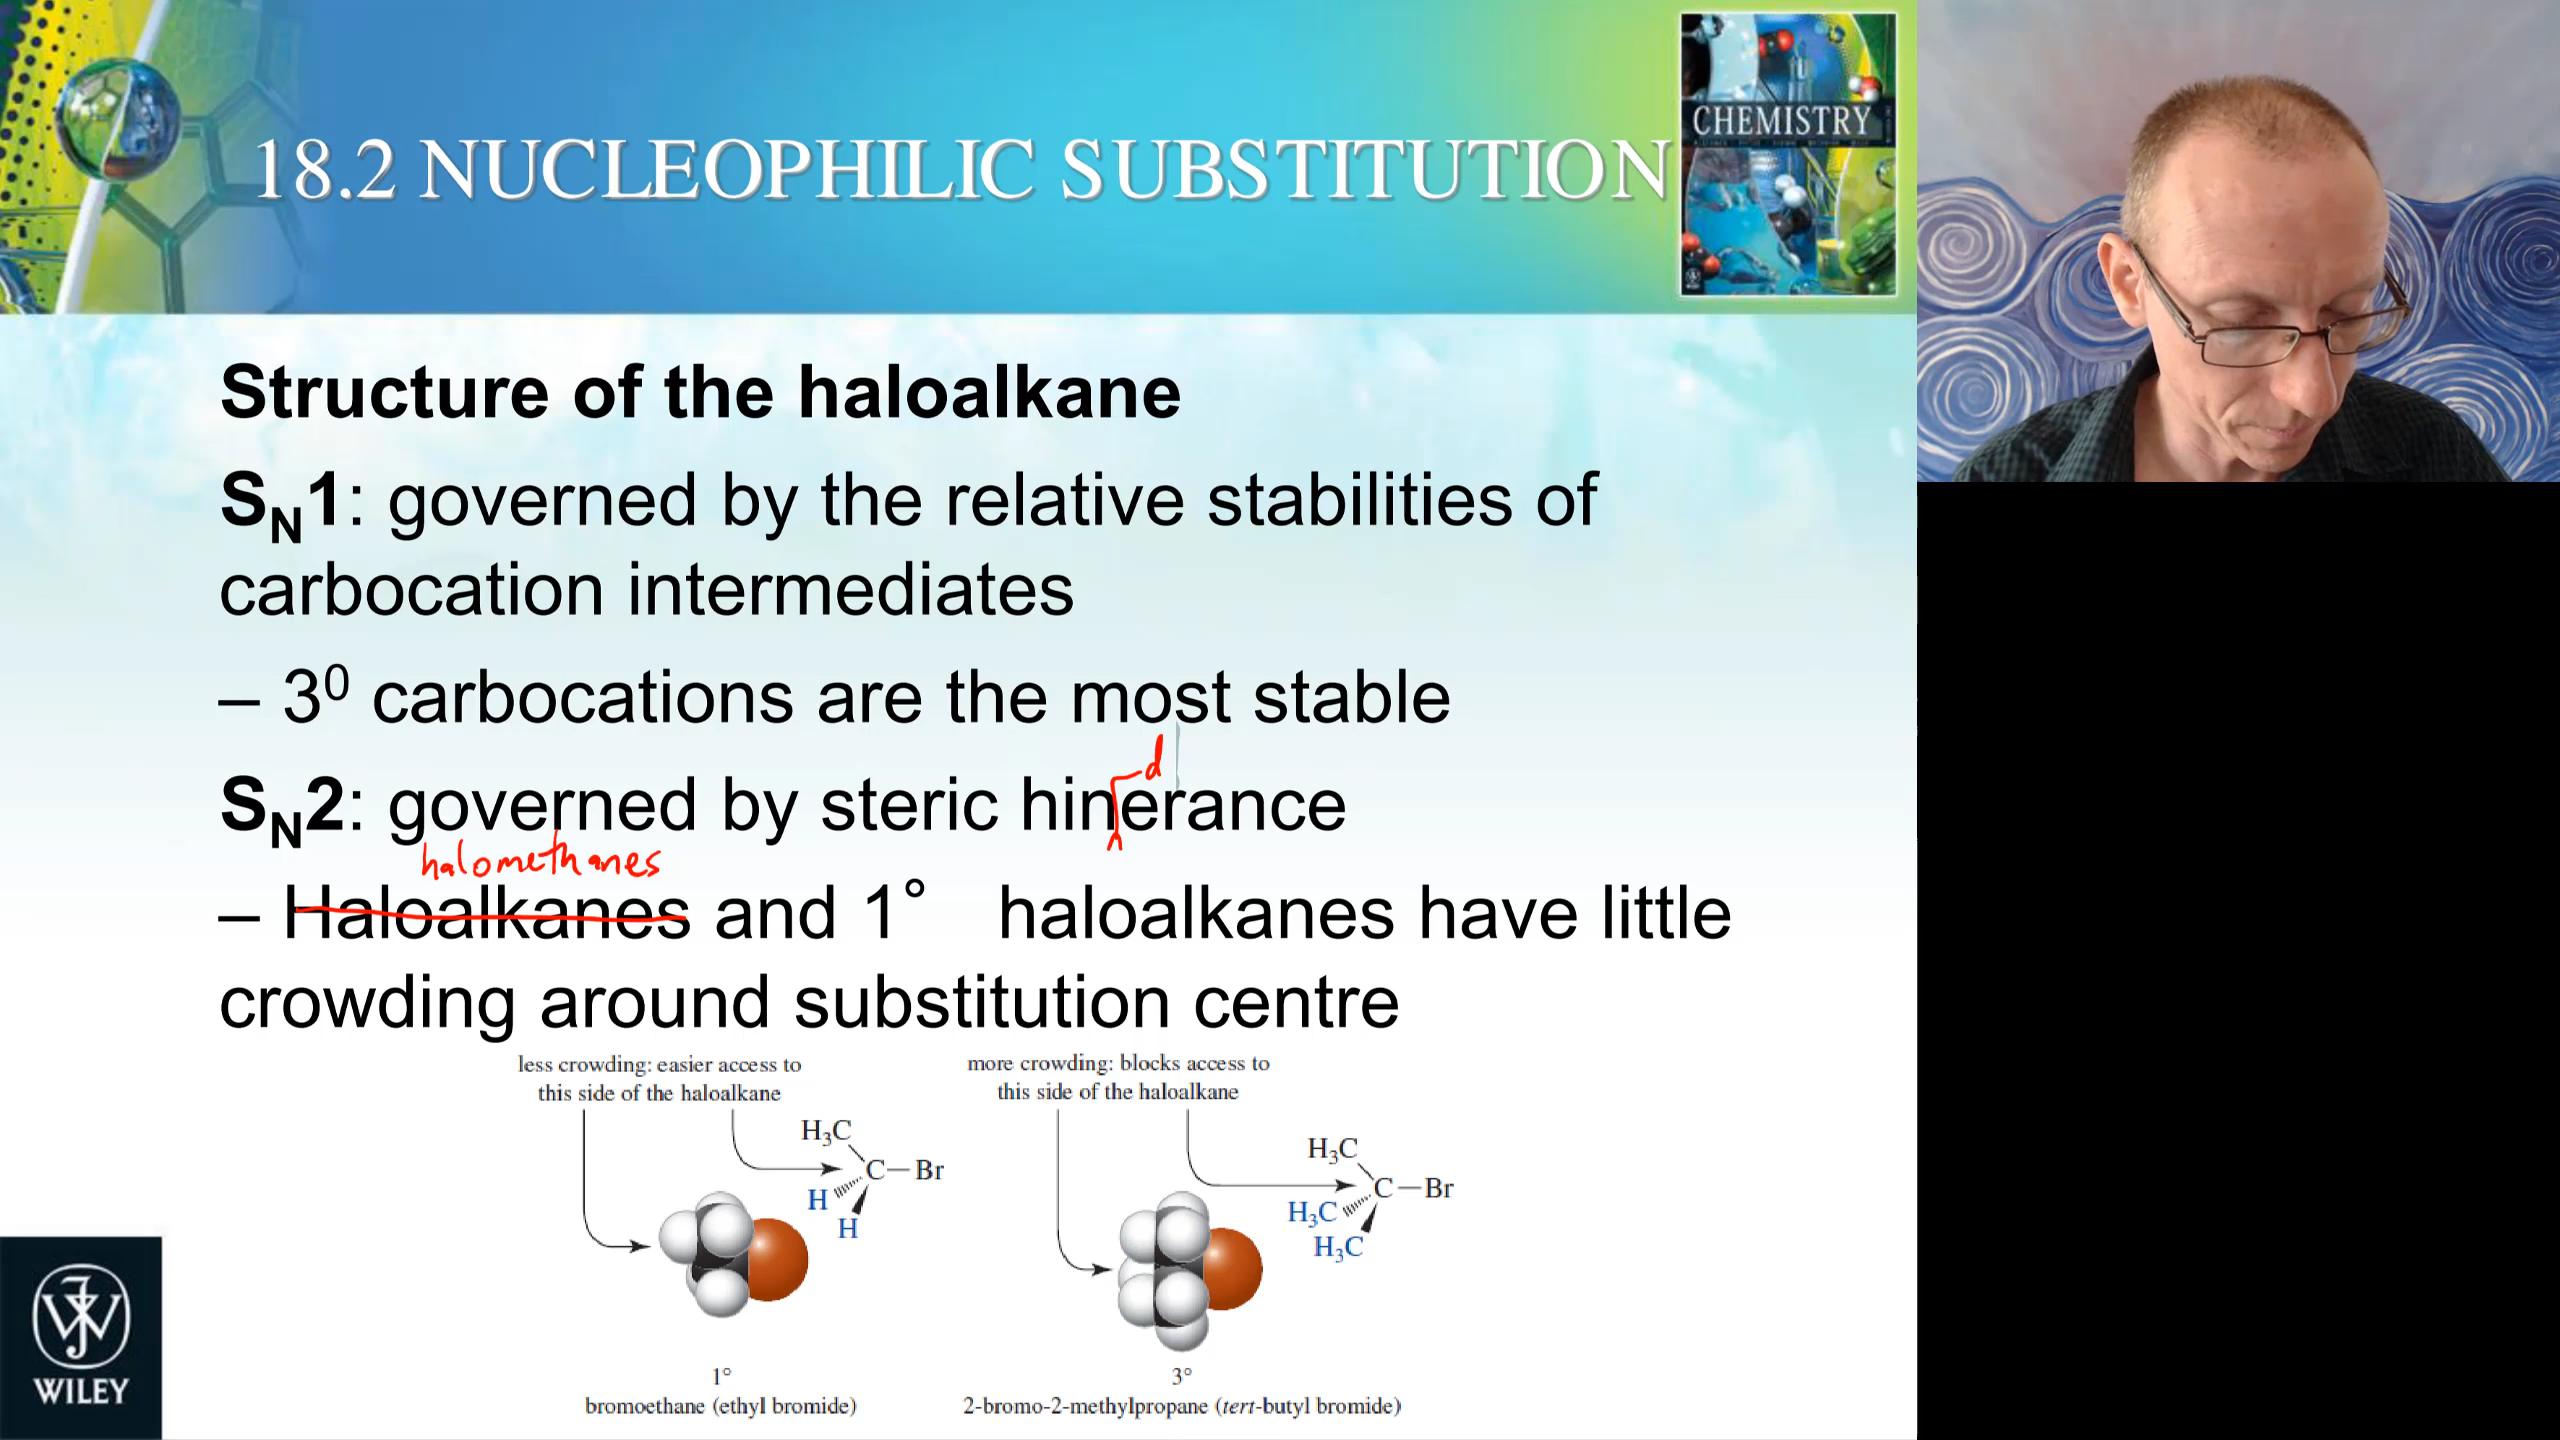 18.2 NUCLEOPHILIC SUBSTITUTION
CHEMISTRY
Structure of the haloalkane
S_N1: governed by the relative stabilities of
carbocation intermediates
– 3⁰ carbocations are the most stable
d
S_N2: governed by steric hinerance
halomethanes
– Haloalkanes and 1° haloalkanes have little
crowding around substitution centre
less crowding: easier access to
this side of the haloalkane
H₃C
C—Br
H
H
more crowding: blocks access to
this side of the haloalkane
H₃C
C—Br
H₃C
H₃C
1°
bromoethane (ethyl bromide)
3°
2-bromo-2-methylpropane (tert-butyl bromide)
WILEY